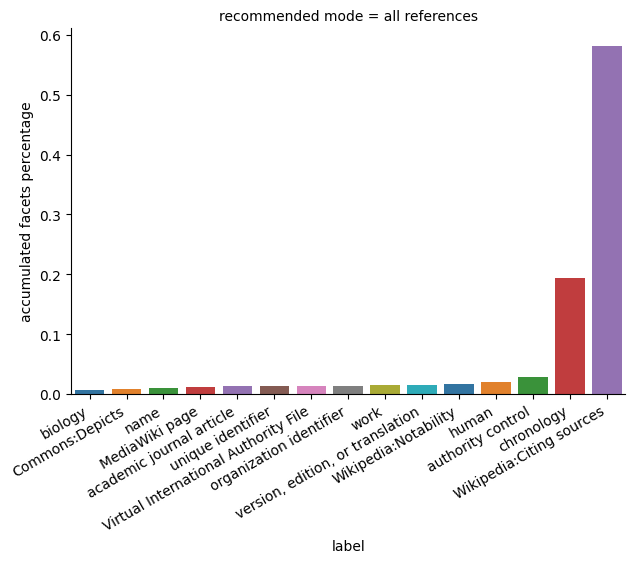 recommended mode = all references
accumulated facets percentage
0.6
0.5
0.4
0.3
0.2
0.1
0.0
biology
Commons:Depicts
name
MediaWiki page
academic journal article
unique identifier
Virtual International Authority File
organization identifier
work
version, edition, or translation
Wikipedia:Notability
human
authority control
chronology
Wikipedia:Citing sources
label